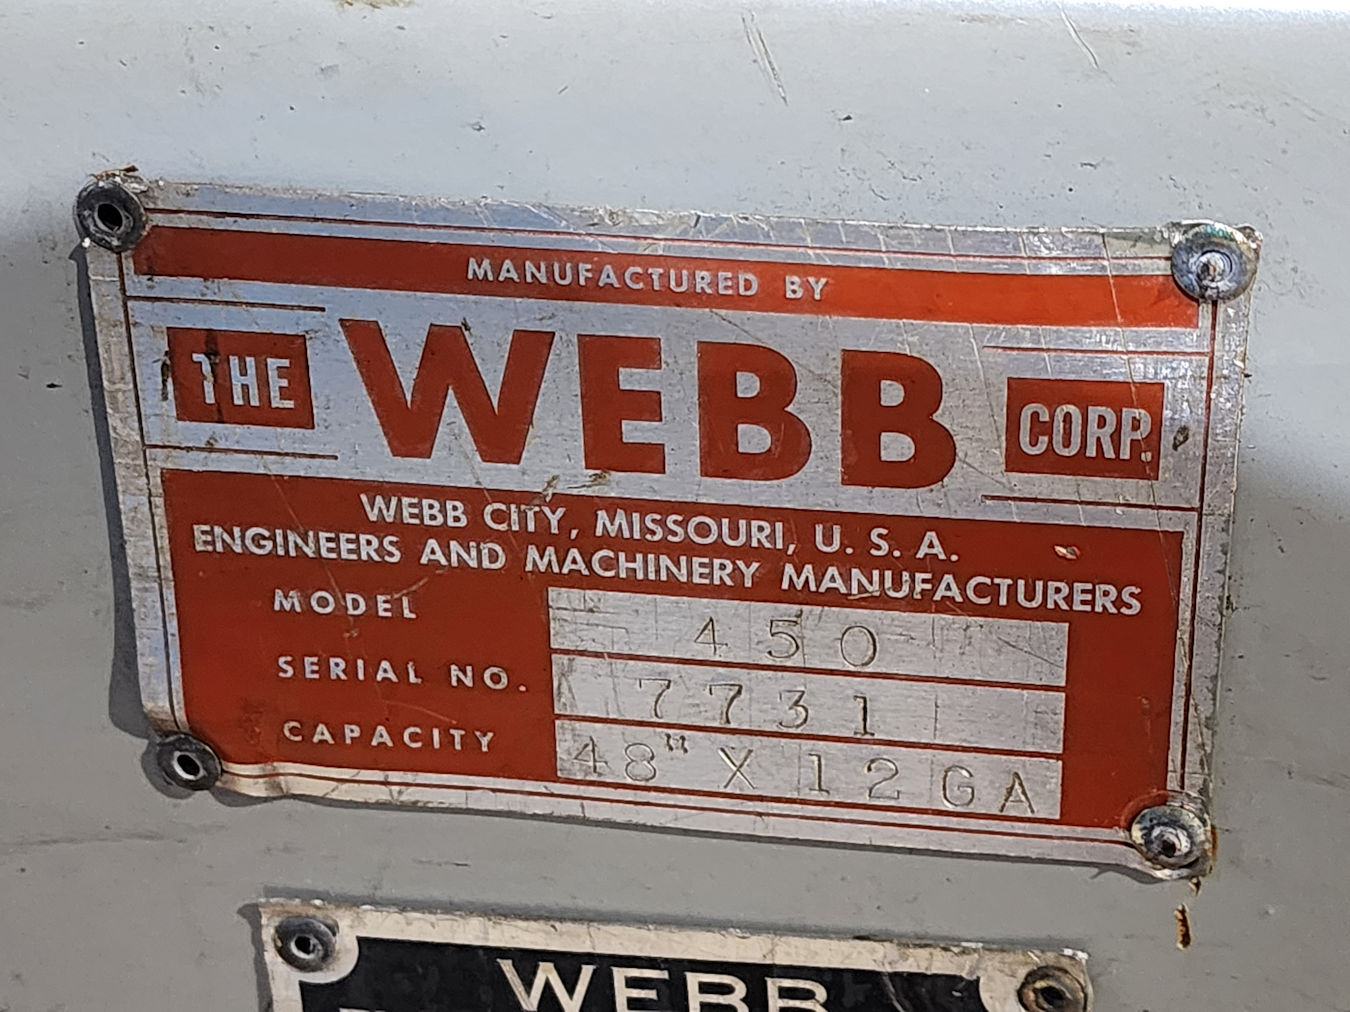 MANUFACTURED BY
THE WEBB CORP.
WEBB CITY, MISSOURI, U. S. A.
ENGINEERS AND MACHINERY MANUFACTURERS
MODEL 450
SERIAL NO. 7731
CAPACITY 48" X 12 GA
WEBB